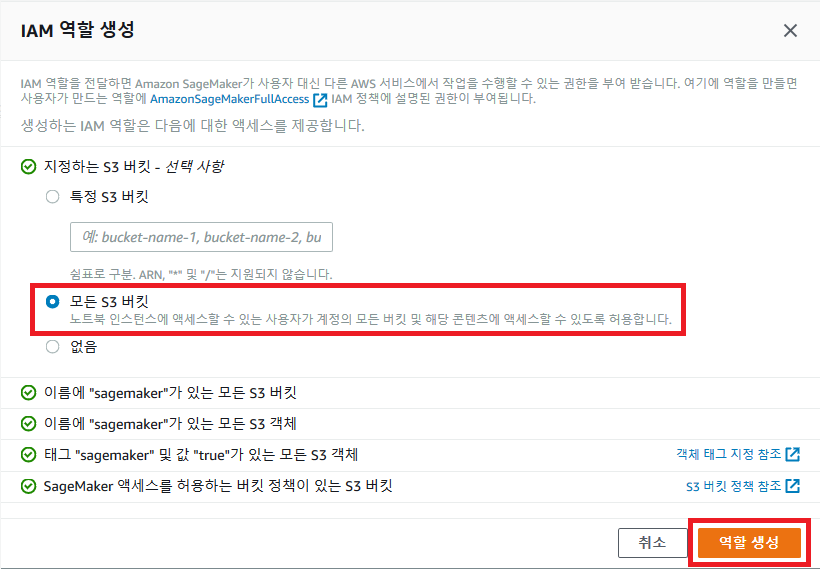 IAM 역할 생성
IAM 역할을 전달하면 Amazon SageMaker가 사용자 대신 다른 AWS 서비스에서 작업을 수행할 수 있는 권한을 부여 받습니다. 여기에 역할을 만들면
사용자가 만드는 역할에 AmazonSageMakerFullAccess IAM 정책에 설명된 권한이 부여됩니다.
생성하는 IAM 역할은 다음에 대한 액세스를 제공합니다.
지정하는 S3 버킷 - 선택 사항
특정 S3 버킷
예: bucket-name-1, bucket-name-2, bu
쉼표로 구분. ARN, "*" 및 "/"는 지원되지 않습니다.
모든 S3 버킷
노트북 인스턴스에 액세스할 수 있는 사용자가 계정의 모든 버킷 및 해당 콘텐츠에 액세스할 수 있도록 허용합니다.
없음
이름에 "sagemaker"가 있는 모든 S3 버킷
이름에 "sagemaker"가 있는 모든 S3 객체
태그 "sagemaker" 및 값 "true"가 있는 모든 S3 객체 객체 태그 지정 참조
SageMaker 액세스를 허용하는 버킷 정책이 있는 S3 버킷 S3 버킷 정책 참조
취소 역할 생성